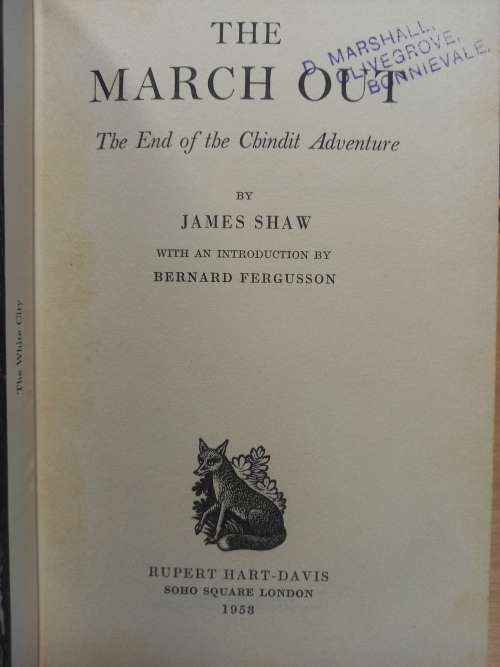 THE
MARCH OUT
D. MARSHALL,
OLIVEGROVE,
BONNIEVALE.
The End of the Chindit Adventure
BY
JAMES SHAW
WITH AN INTRODUCTION BY
BERNARD FERGUSSON
The White City
RUPERT HART-DAVIS
SOHO SQUARE LONDON
1953